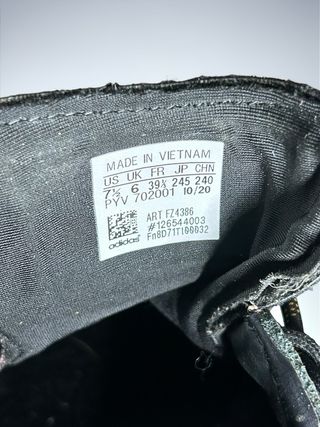 MADE IN VIETNAM
US UK FR JP CHN
7½ 6 39⅓ 245 240
PYV 702001 10/20
ART FZ4386
#126544003
Fn8D71T100032
adidas